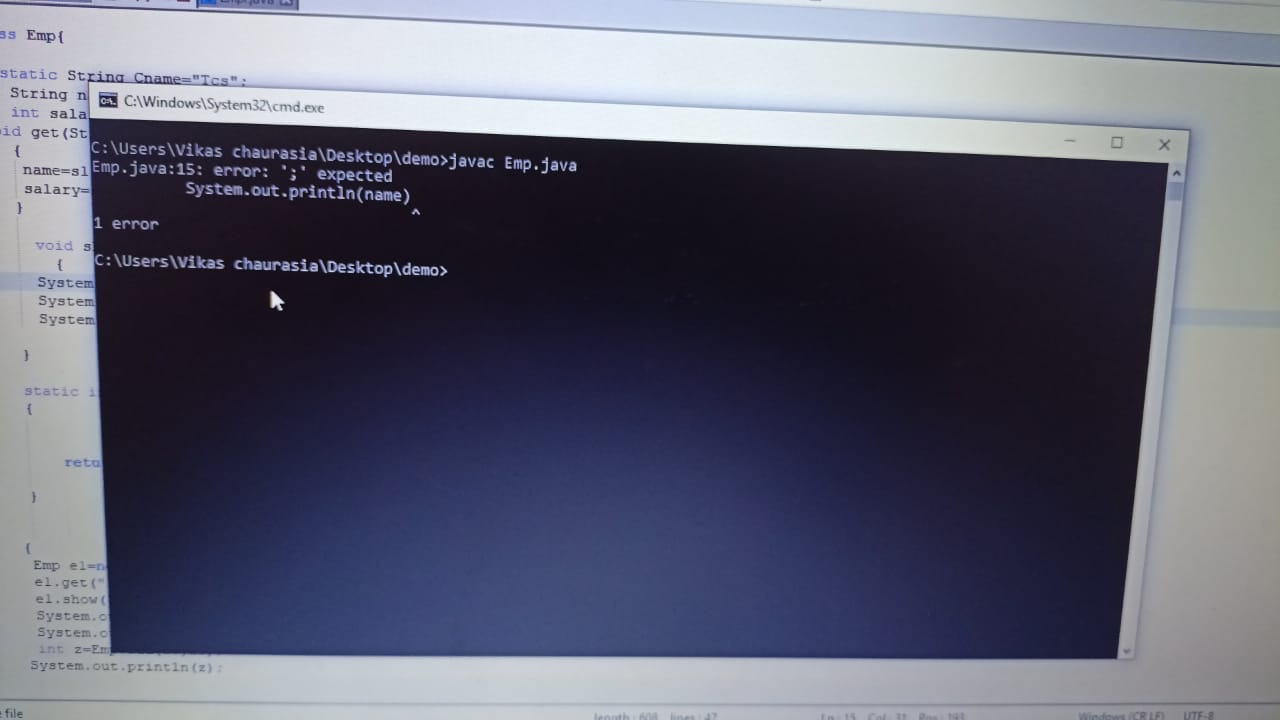 Emp.java
ss Emp{
static String Cname="Tcs";
String n
int sala
id get(St
{
name=s1
salary=
}
void s
{
System
System
System
}
static i
{
retu
}
{
Emp e1=n
e1.get("
e1.show(
System.o
System.o
int z=Em
System.out.println(z);
C:\Windows\System32\cmd.exe
C:\Users\Vikas chaurasia\Desktop\demo>javac Emp.java
Emp.java:15: error: ';' expected
System.out.println(name)
^
1 error
C:\Users\Vikas chaurasia\Desktop\demo>
file
length : 608 lines : 47
Ln : 15 Col : 31 Pos : 193
Windows (CR LF)
UTF-8